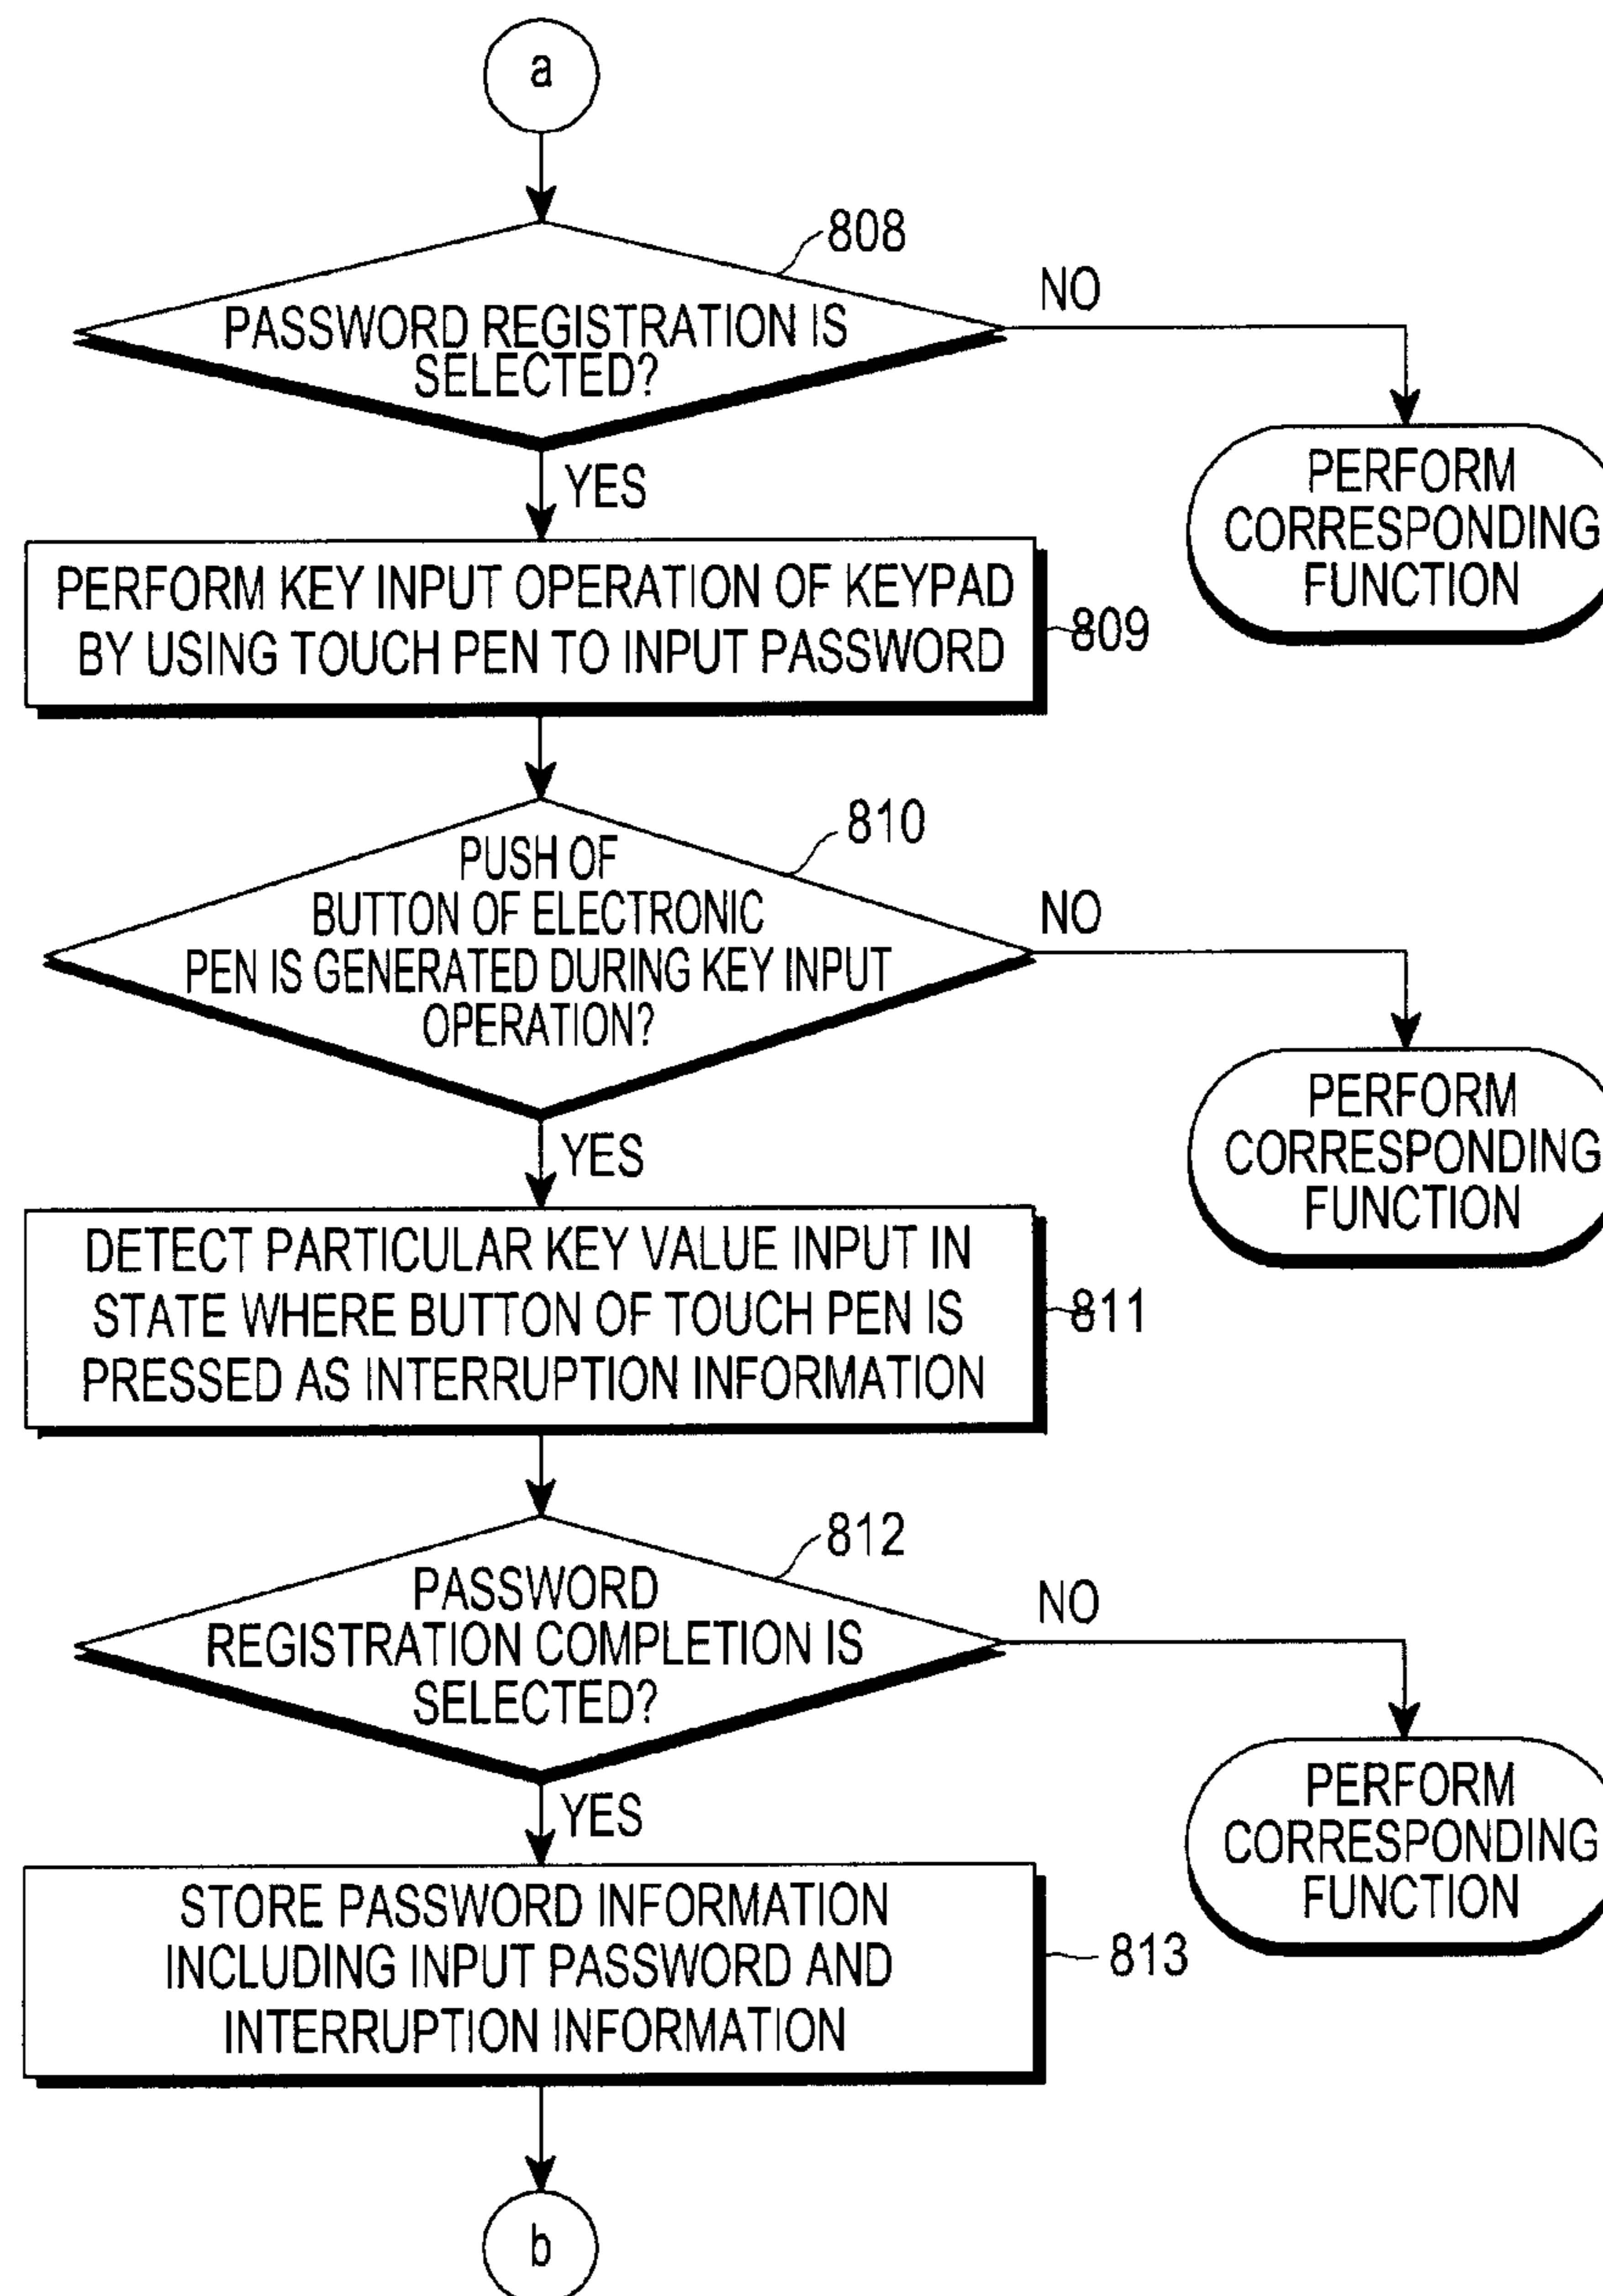 a
808
PASSWORD REGISTRATION IS
SELECTED?
NO
PERFORM
CORRESPONDING
FUNCTION
YES
PERFORM KEY INPUT OPERATION OF KEYPAD
BY USING TOUCH PEN TO INPUT PASSWORD
809
810
PUSH OF
BUTTON OF ELECTRONIC
PEN IS GENERATED DURING KEY INPUT
OPERATION?
NO
PERFORM
CORRESPONDING
FUNCTION
YES
DETECT PARTICULAR KEY VALUE INPUT IN
STATE WHERE BUTTON OF TOUCH PEN IS
PRESSED AS INTERRUPTION INFORMATION
811
812
PASSWORD
REGISTRATION COMPLETION IS
SELECTED?
NO
PERFORM
CORRESPONDING
FUNCTION
YES
STORE PASSWORD INFORMATION
INCLUDING INPUT PASSWORD AND
INTERRUPTION INFORMATION
813
b